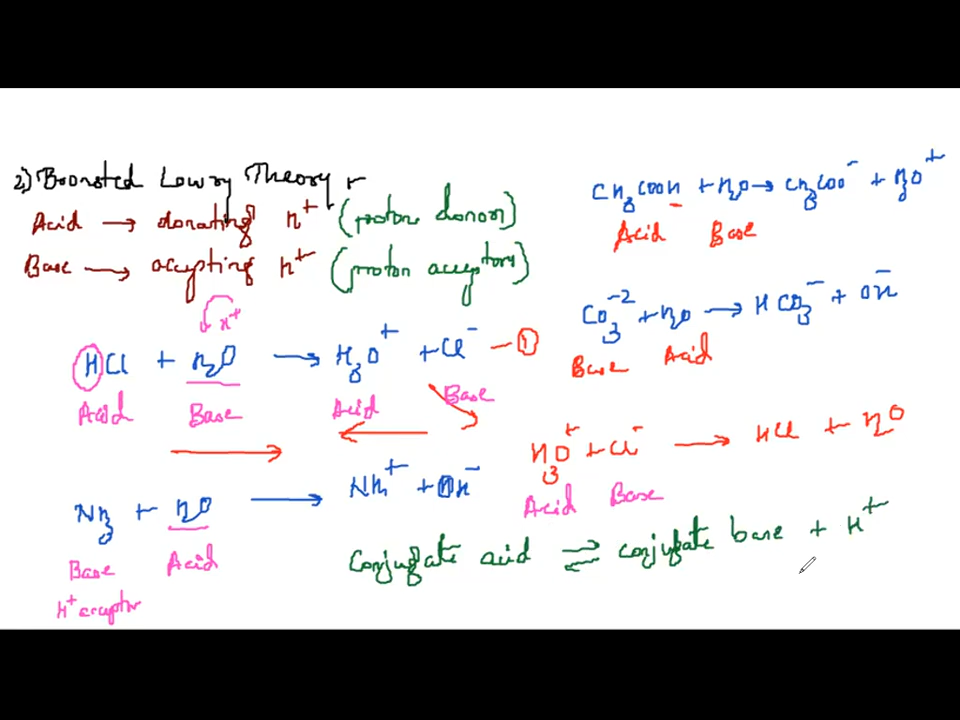 2) Bronsted Lowry Theory :-
Acid → donating H⁺ (proton donor)
Base → accepting H⁺ (proton acceptors)
H⁺
HCl + H₂O → H₃O⁺ + Cl⁻ — ①
Acid Base Acid Base
NH₃ + H₂O → NH₄⁺ + OH⁻
Base Acid
H⁺ acceptor
CH₃COOH + H₂O → CH₃COO⁻ + H₃O⁺
Acid Base
CO₃⁻² + H₂O → HCO₃⁻ + OH⁻
Base Acid
H₃O⁺ + Cl⁻ → HCl + H₂O
Acid Base
Conjugate acid ⇌ conjugate base + H⁺